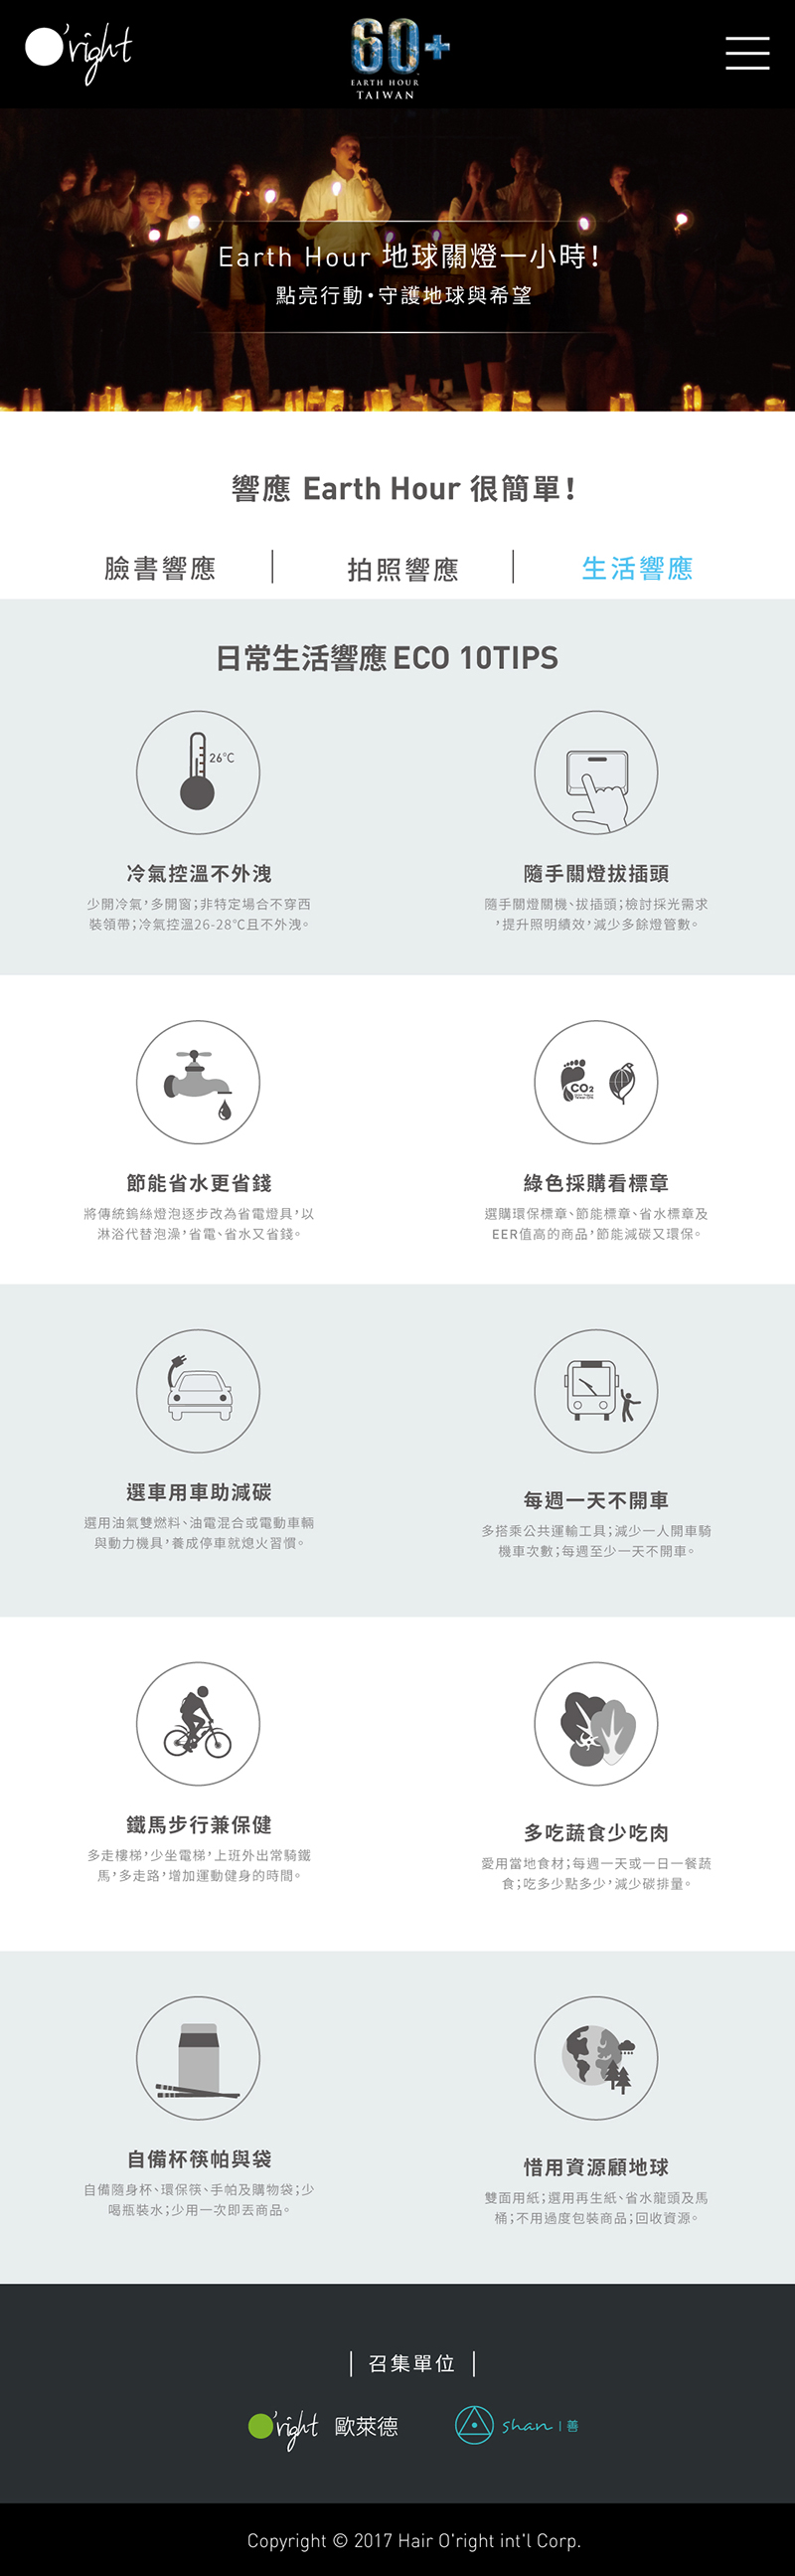 O'right
60+
EARTH HOUR
TAIWAN
Earth Hour 地球關燈一小時!
點亮行動・守護地球與希望
響應 Earth Hour 很簡單!
臉書響應
拍照響應
生活響應
日常生活響應 ECO 10TIPS
26°C
冷氣控溫不外洩
少開冷氣,多開窗;非特定場合不穿西
裝領帶;冷氣控溫26-28°C且不外洩。
隨手關燈拔插頭
隨手關燈關機、拔插頭;檢討採光需求
,提升照明績效,減少多餘燈管數。
節能省水更省錢
將傳統鎢絲燈泡逐步改為省電燈具,以
淋浴代替泡澡,省電、省水又省錢。
CO2
綠色採購看標章
選購環保標章、節能標章、省水標章及
EER值高的商品,節能減碳又環保。
選車用車助減碳
選用油氣雙燃料、油電混合或電動車輛
與動力機具,養成停車就熄火習慣。
每週一天不開車
多搭乘公共運輸工具;減少一人開車騎
機車次數;每週至少一天不開車。
鐵馬步行兼保健
多走樓梯,少坐電梯,上班外出常騎鐵
馬,多走路,增加運動健身的時間。
多吃蔬食少吃肉
愛用當地食材;每週一天或一日一餐蔬
食;吃多少點多少,減少碳排量。
自備杯筷帕與袋
自備隨身杯、環保筷、手帕及購物袋;少
喝瓶裝水;少用一次即丟商品。
惜用資源顧地球
雙面用紙;選用再生紙、省水龍頭及馬
桶;不用過度包裝商品;回收資源。
召集單位
O'right 歐萊德
shan | 善
Copyright © 2017 Hair O'right int'l Corp.